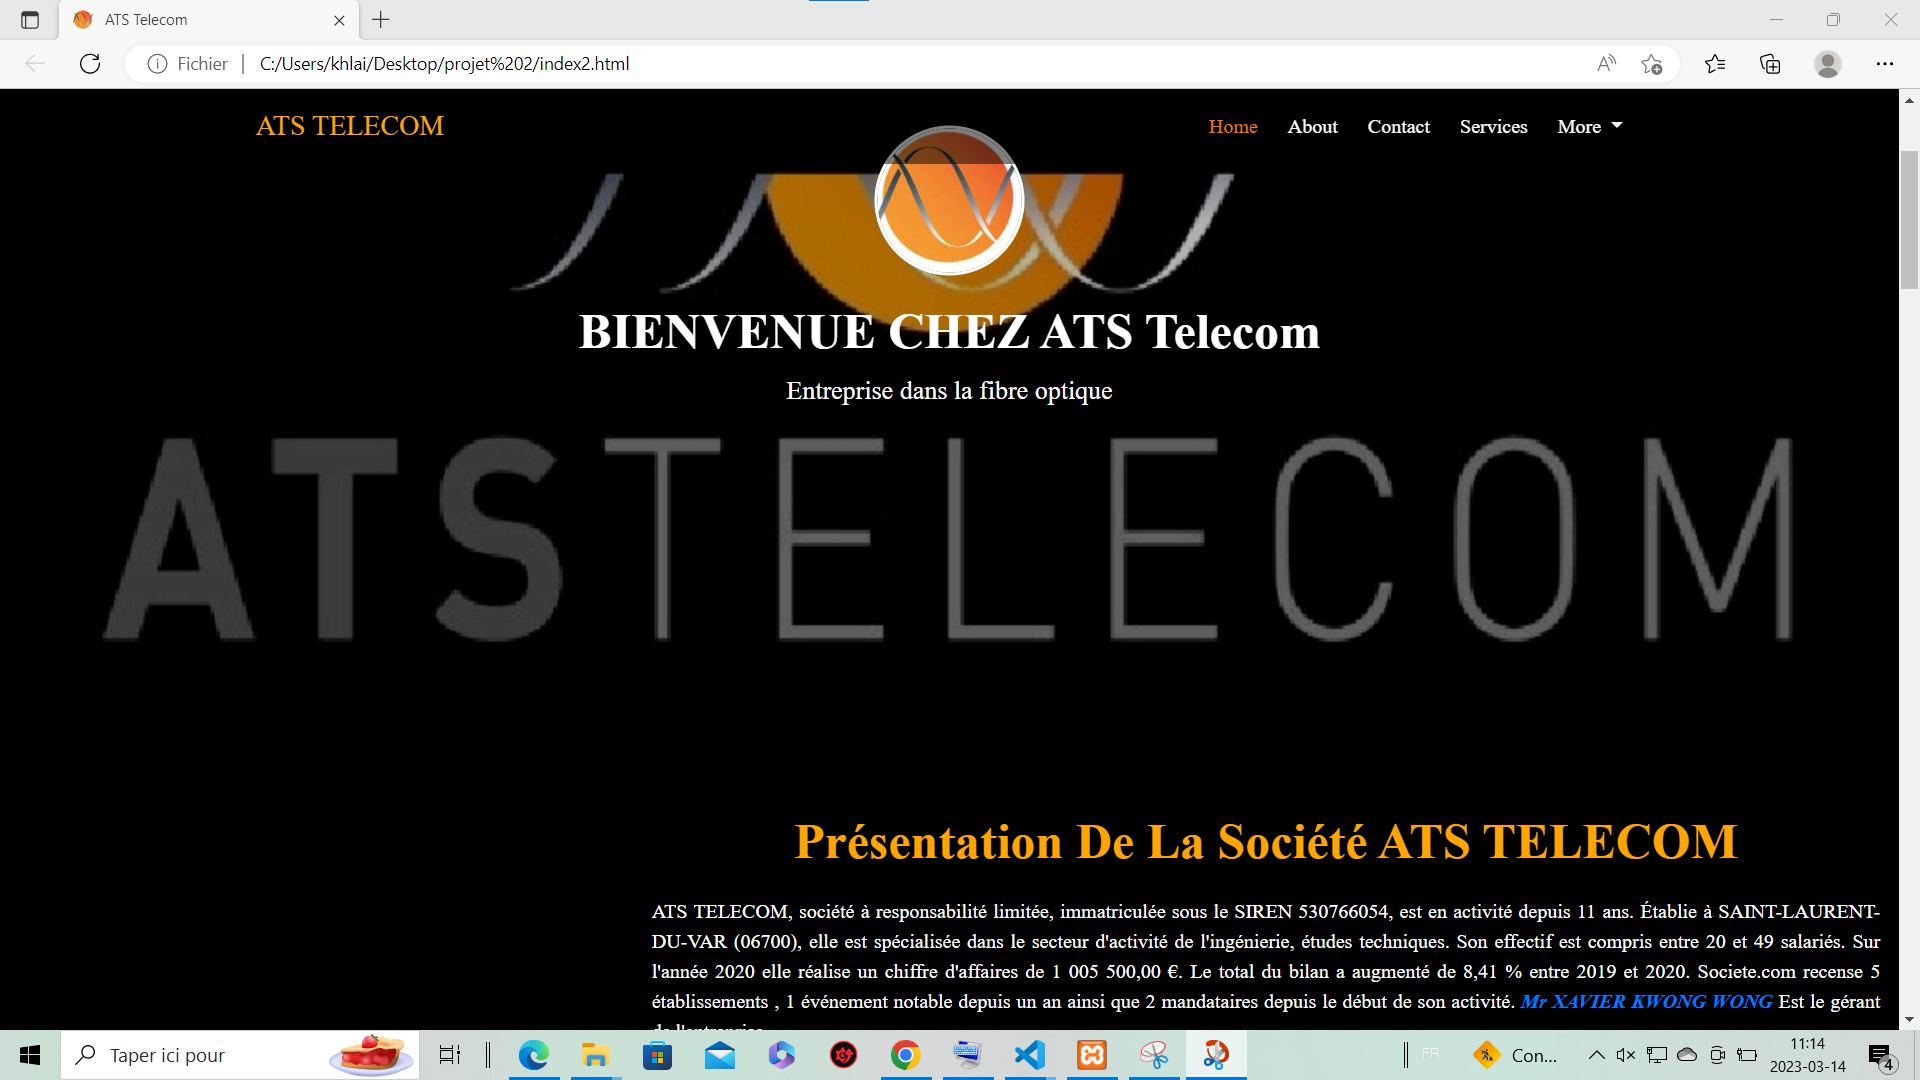 ATS Telecom
Fichier
C:/Users/khlai/Desktop/projet%202/index2.html
ATS TELECOM
Home About Contact Services More
BIENVENUE CHEZ ATS Telecom
Entreprise dans la fibre optique
ATSTELECOM
Présentation De La Société ATS TELECOM
ATS TELECOM, société à responsabilité limitée, immatriculée sous le SIREN 530766054, est en activité depuis 11 ans. Établie à SAINT-LAURENT-
DU-VAR (06700), elle est spécialisée dans le secteur d'activité de l'ingénierie, études techniques. Son effectif est compris entre 20 et 49 salariés. Sur
l'année 2020 elle réalise un chiffre d'affaires de 1 005 500,00 €. Le total du bilan a augmenté de 8,41 % entre 2019 et 2020. Societe.com recense 5
établissements , 1 événement notable depuis un an ainsi que 2 mandataires depuis le début de son activité. Mr XAVIER KWONG WONG Est le gérant
de l'entreprise
Taper ici pour
FR
Con...
11:14
2023-03-14
4